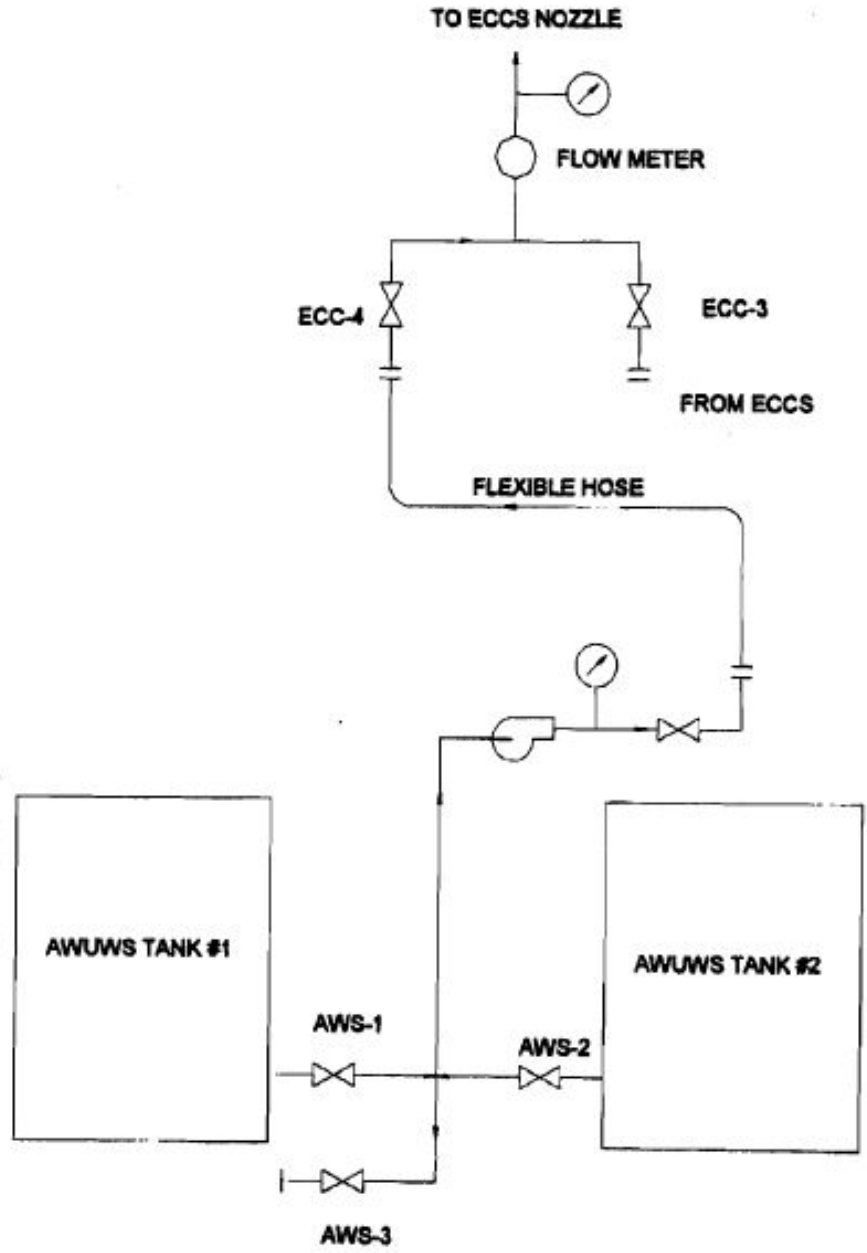 TO ECCS NOZZLE
FLOW METER
ECC-4
ECC-3
FROM ECCS
FLEXIBLE HOSE
AWUWS TANK #1
AWUWS TANK #2
AWS-1
AWS-2
AWS-3